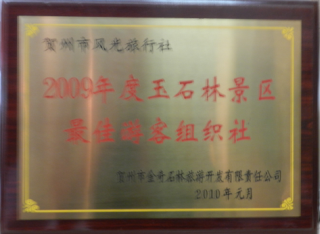 贺州市风光旅行社
2009年度玉石林景区
最佳游客组织社
贺州市金奇石林旅游开发有限责任公司
2010年元月